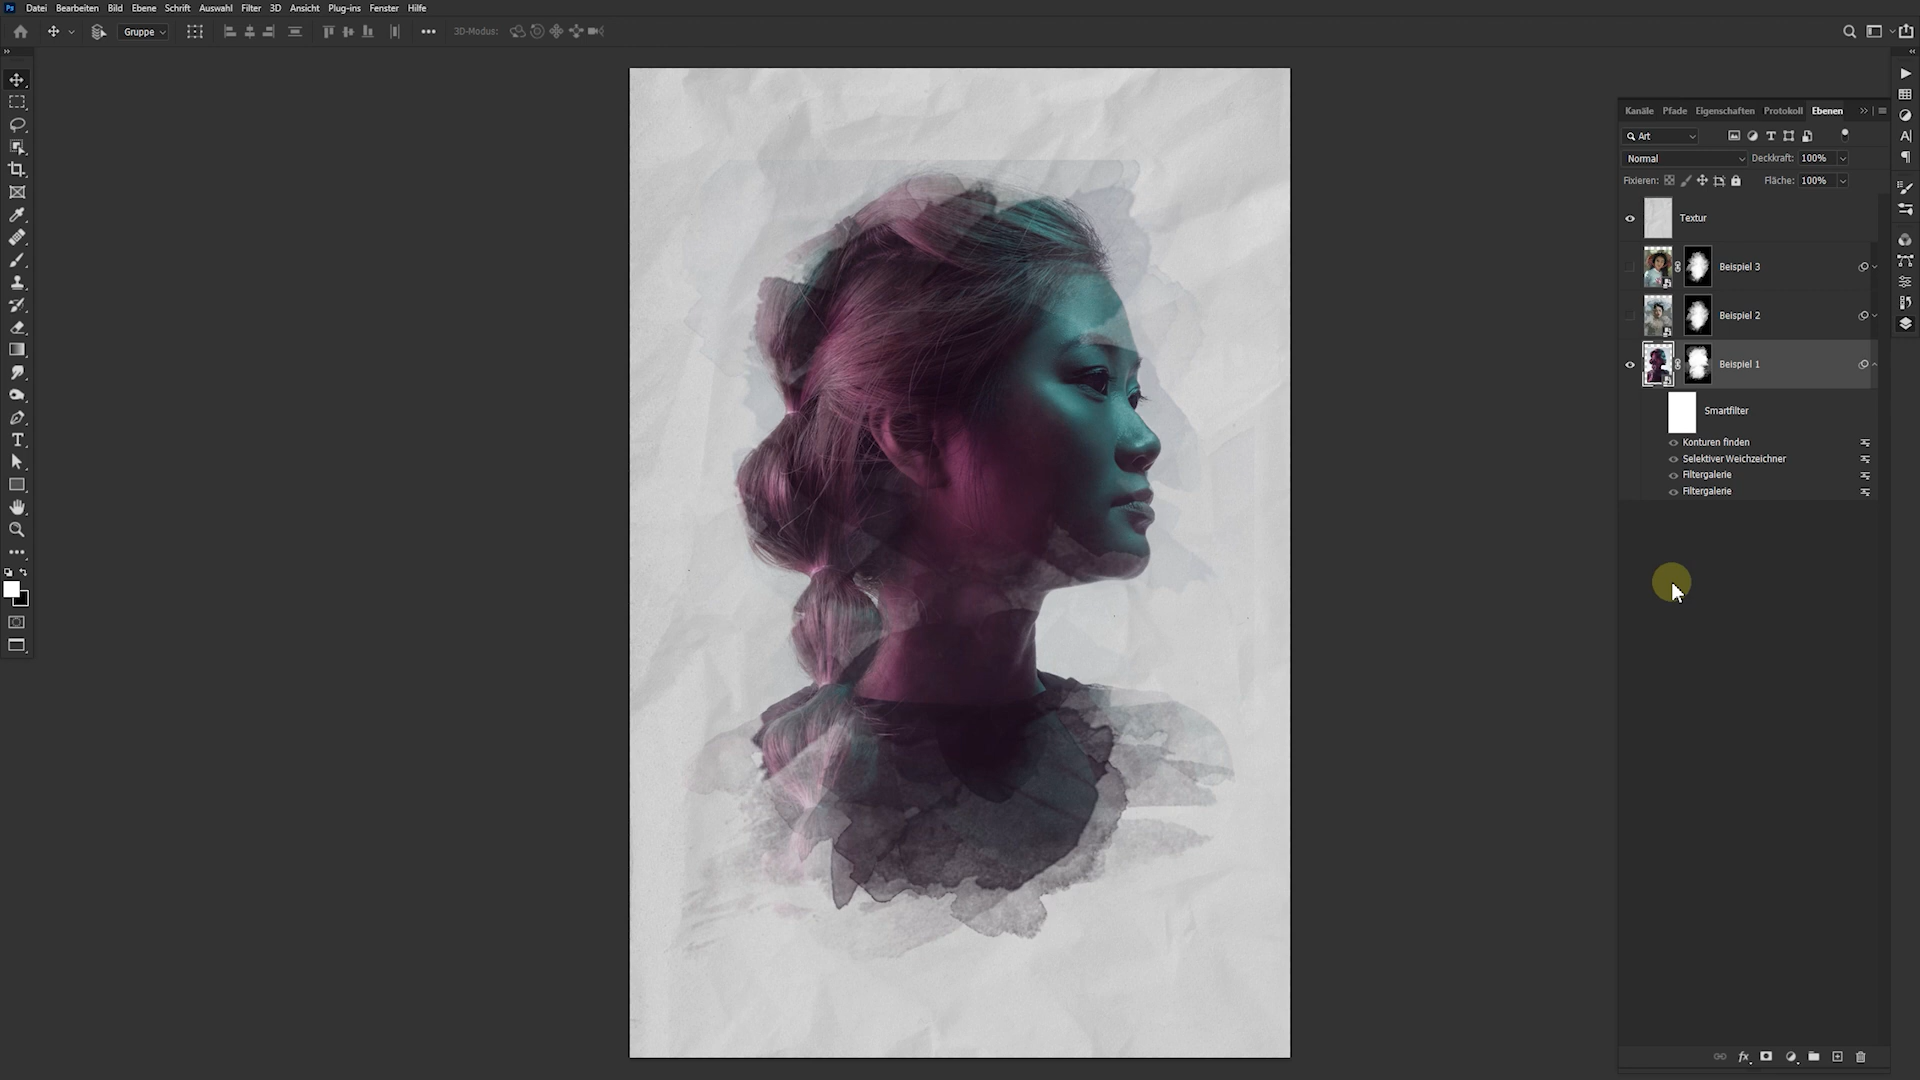 Ps Datei Bearbeiten Bild Ebene Schrift Auswahl Filter 3D Ansicht Plug-ins Fenster Hilfe
Gruppe 3D-Modus:
Kanäle Pfade Eigenschaften Protokoll Ebenen
Art
Normal Deckkraft: 100%
Fixieren: Fläche: 100%
Textur
Beispiel 3
Beispiel 2
Beispiel 1
Smartfilter
Konturen finden
Selektiver Weichzeichner
Filtergalerie
Filtergalerie
fx